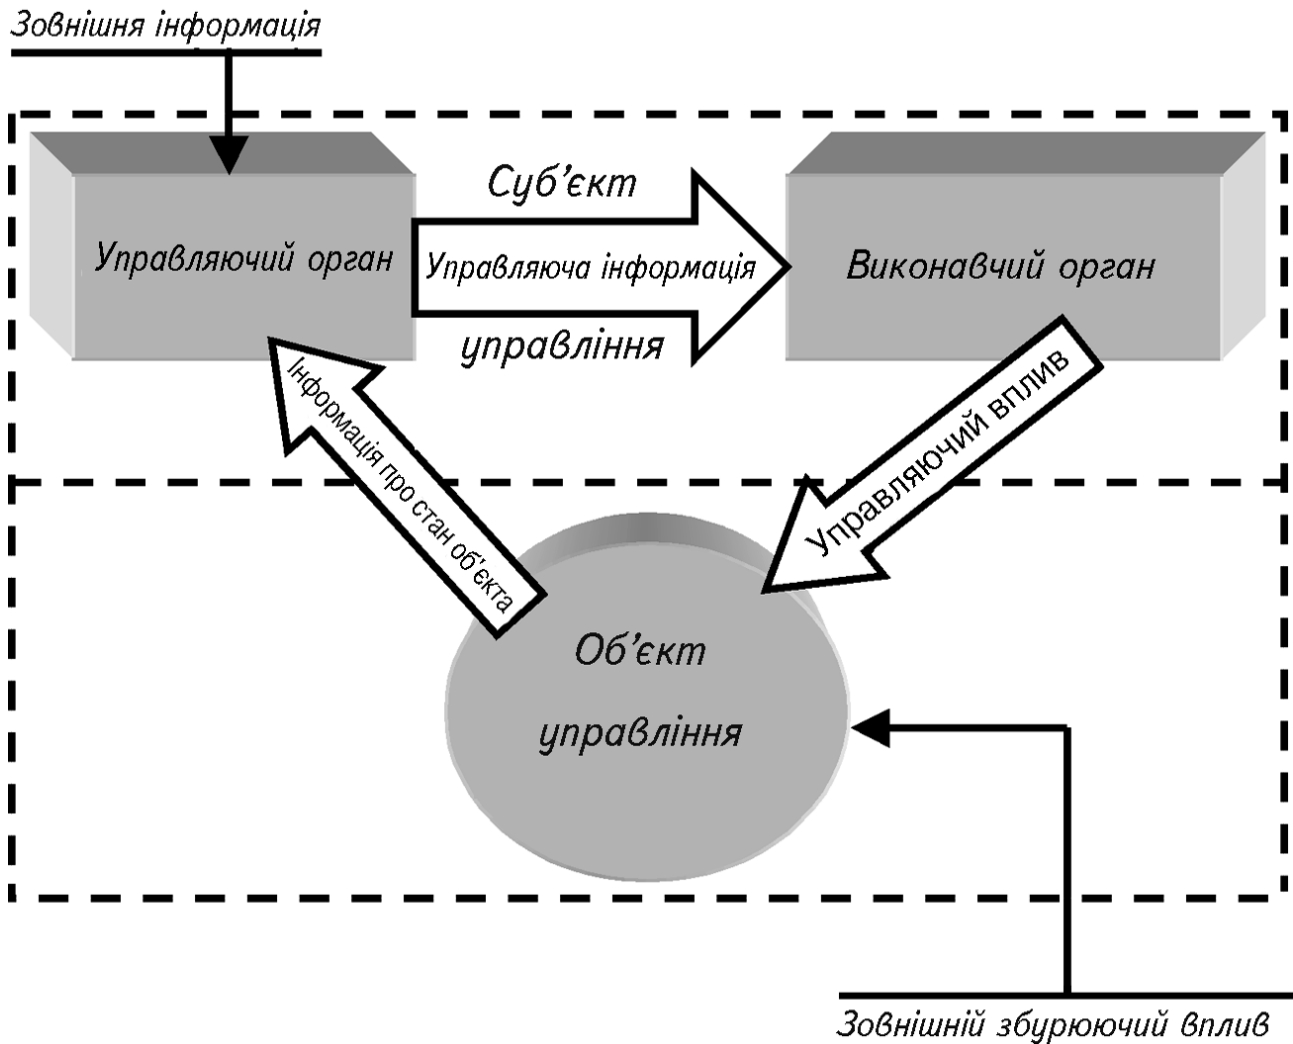 Зовнішня інформація
Суб’єкт
Управляючий орган
Управляюча інформація
Виконавчий орган
управління
Інформація про стан об’єкта
Управляючий вплив
Об’єкт
управління
Зовнішній збурюючий вплив